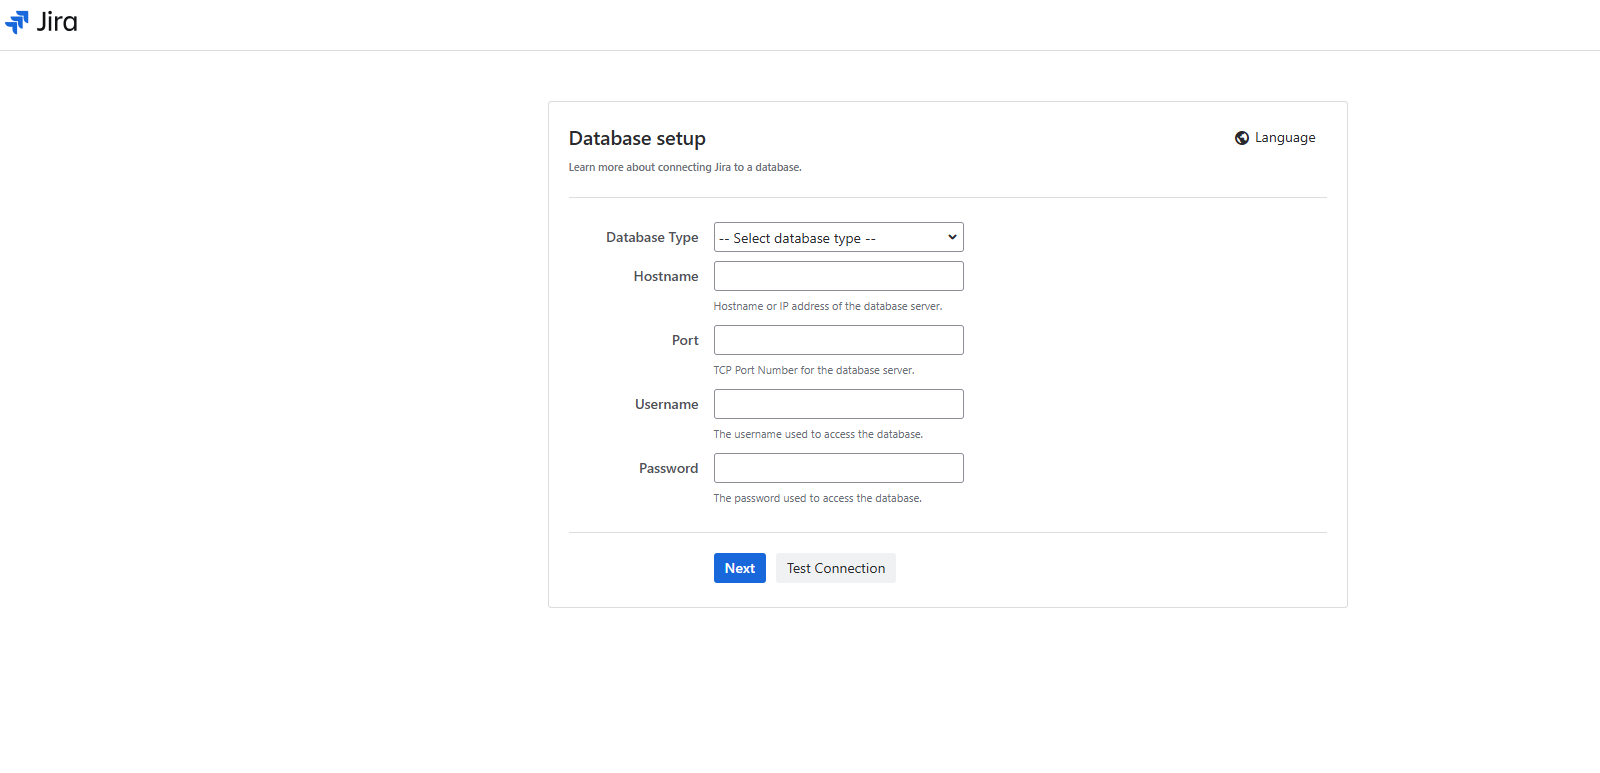 Jira
Database setup
Language
Learn more about connecting Jira to a database.
Database Type
-- Select database type --
Hostname
Hostname or IP address of the database server.
Port
TCP Port Number for the database server.
Username
The username used to access the database.
Password
The password used to access the database.
Next
Test Connection